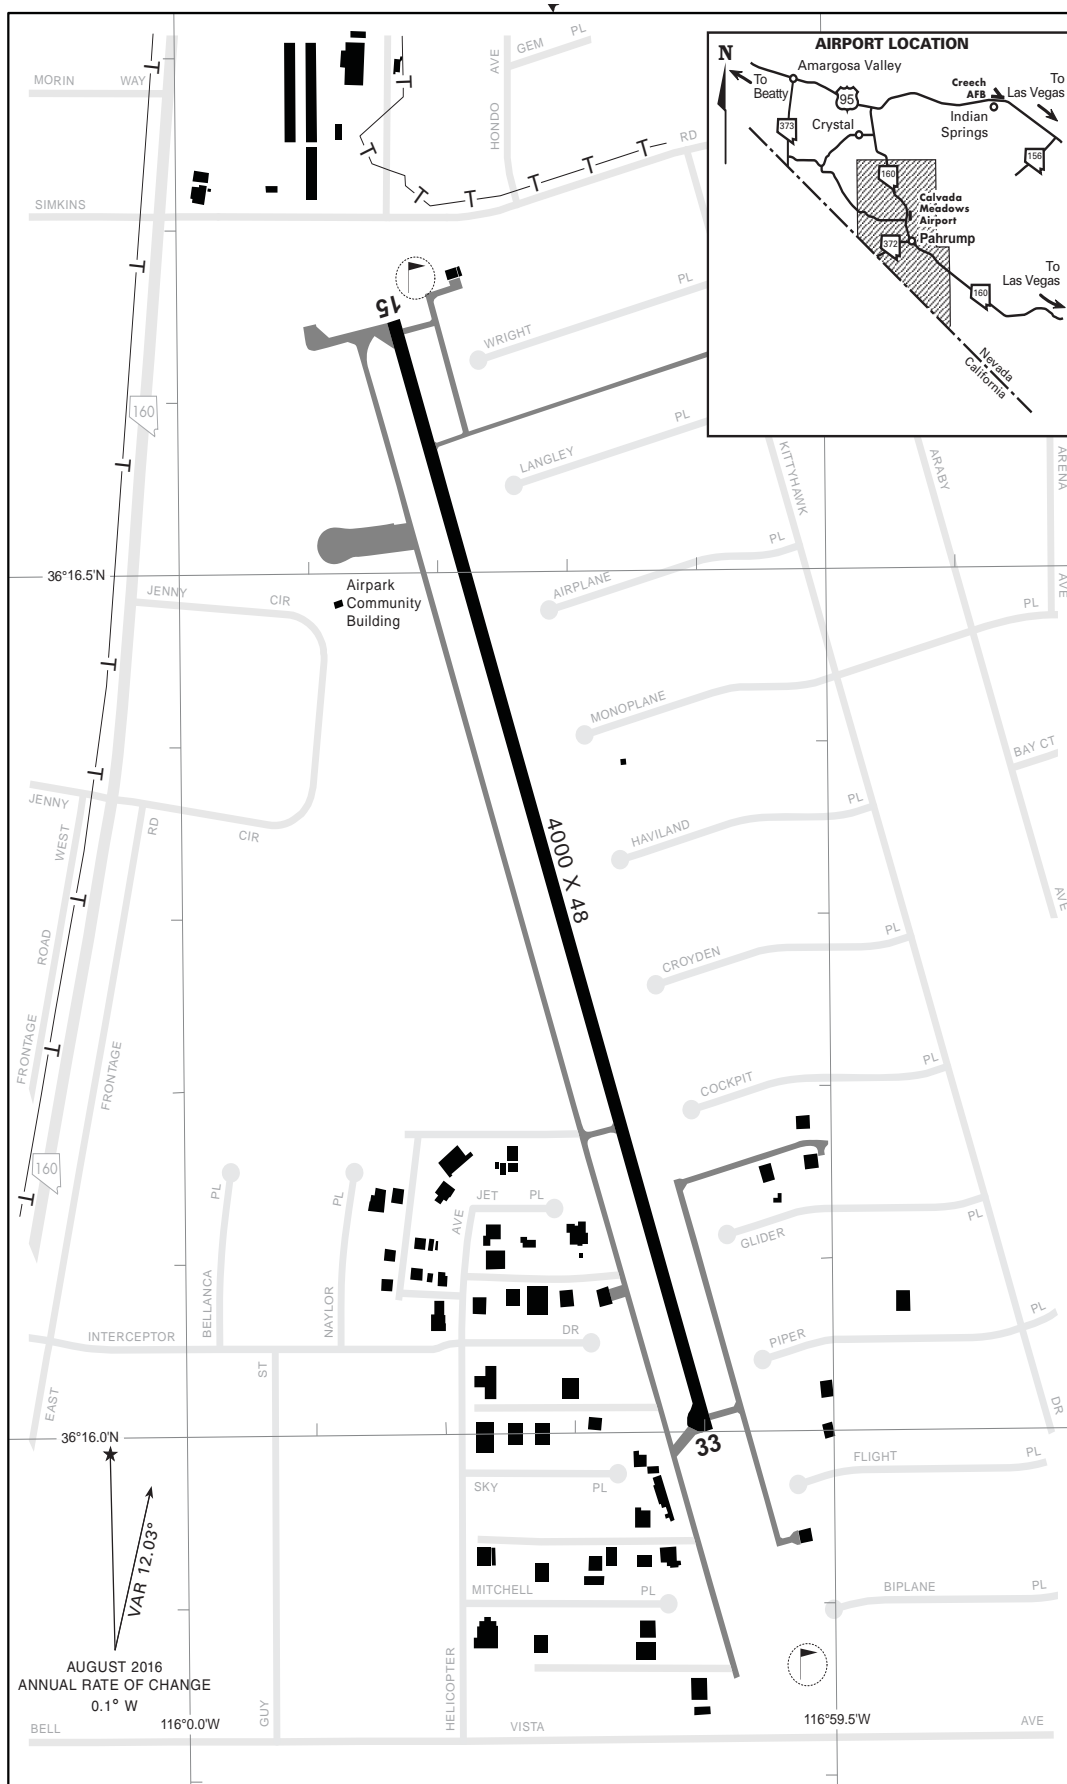 AIRPORT LOCATION
N
To
Beatty
Amargosa Valley
95
Creech
AFB
To
Las Vegas
Indian
Springs
373
Crystal
156
160
Calvada
Meadows
Airport
372
Pahrump
To
Las Vegas
160
Nevada
California
GEM PL
MORIN WAY
HONDO AVE
T
T
RD
T
T
T
T
T
T
SIMKINS
T
15
PL
WRIGHT
160
PL
LANGLEY
T
KITTYHAWK
ARABY
ARENA
PL
36°16.5'N
AIRPLANE
AVE
Airpark
Community
Building
JENNY CIR
PL
T
MONOPLANE
BAY CT
T
JENNY
CIR
WEST
RD
PL
HAVILAND
4000 X 48
T
AVE
ROAD
PL
CROYDEN
FRONTAGE
T
FRONTAGE
PL
COCKPIT
160
T
PL
PL
JET PL
AVE
PL
GLIDER
BELLANCA
NAYLOR
INTERCEPTOR
DR
PL
PIPER
ST
EAST
DR
36°16.0'N
33
PL
FLIGHT
SKY PL
VAR 12.03°
MITCHELL PL
BIPLANE PL
HELICOPTER
GUY
AUGUST 2016
ANNUAL RATE OF CHANGE
0.1° W
116°0.0'W
116°59.5'W
BELL
VISTA
AVE